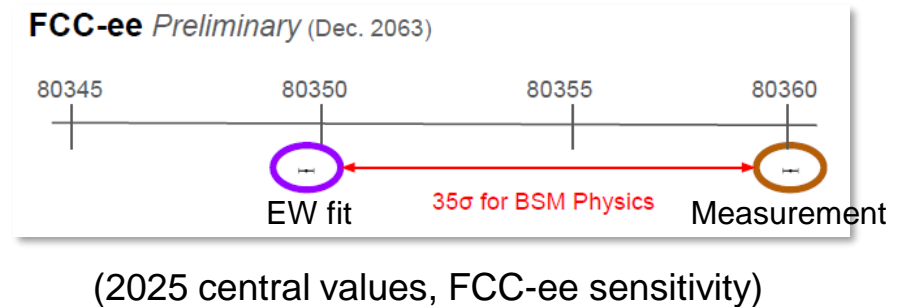 FCC-ee Preliminary (Dec. 2063)
80345 80350 80355 80360
35σ for BSM Physics
EW fit Measurement
(2025 central values, FCC-ee sensitivity)